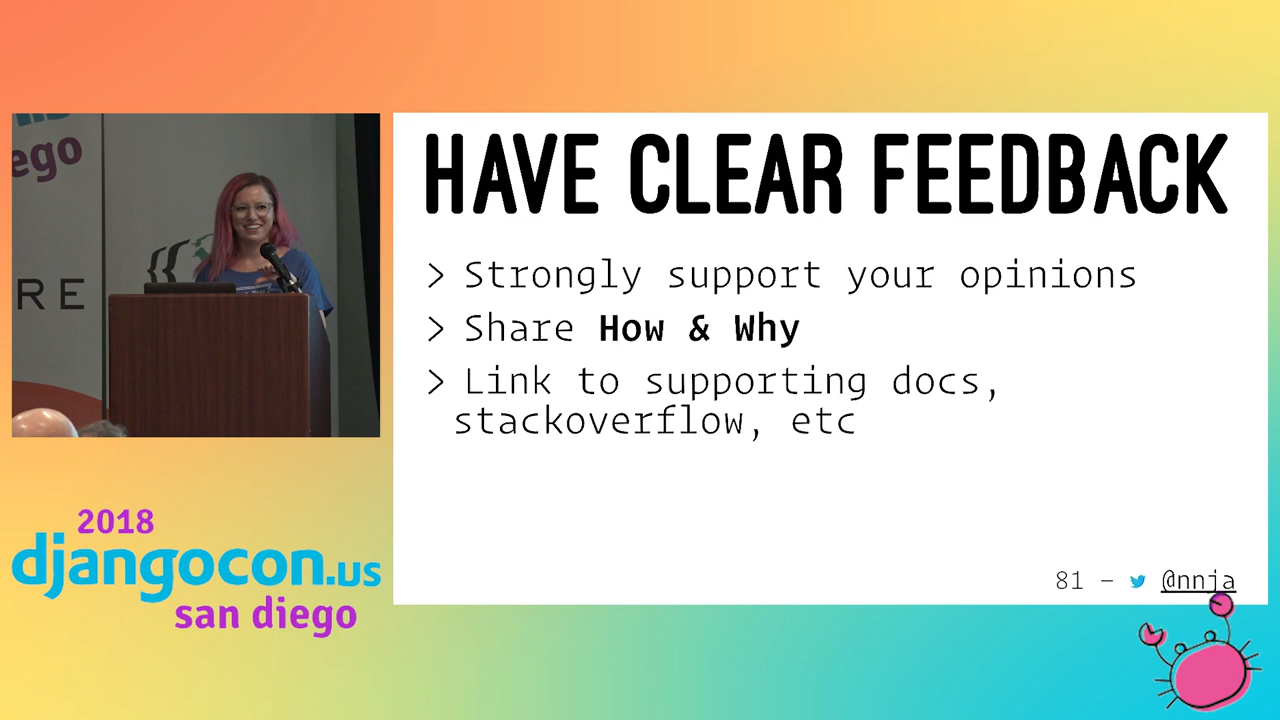 ego
RE
HAVE CLEAR FEEDBACK
> Strongly support your opinions
> Share How & Why
> Link to supporting docs,
stackoverflow, etc
81 – @nnja
2018
djangocon.us
san diego